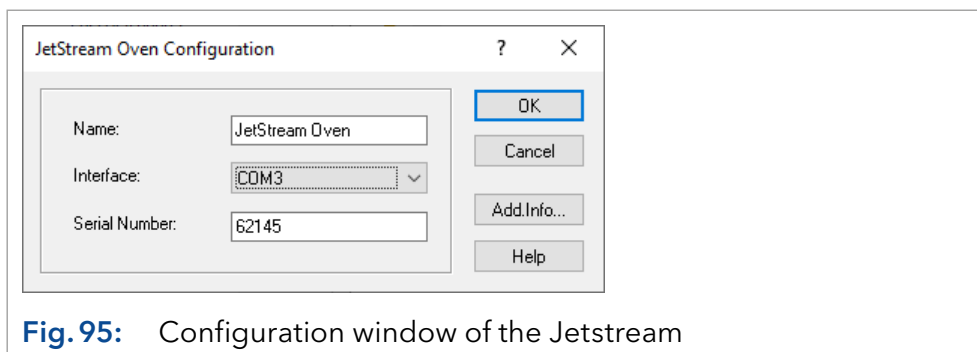 JetStream Oven Configuration ? ×
Name: JetStream Oven
Interface: COM3
Serial Number: 62145
OK
Cancel
Add.Info...
Help
Fig. 95: Configuration window of the Jetstream